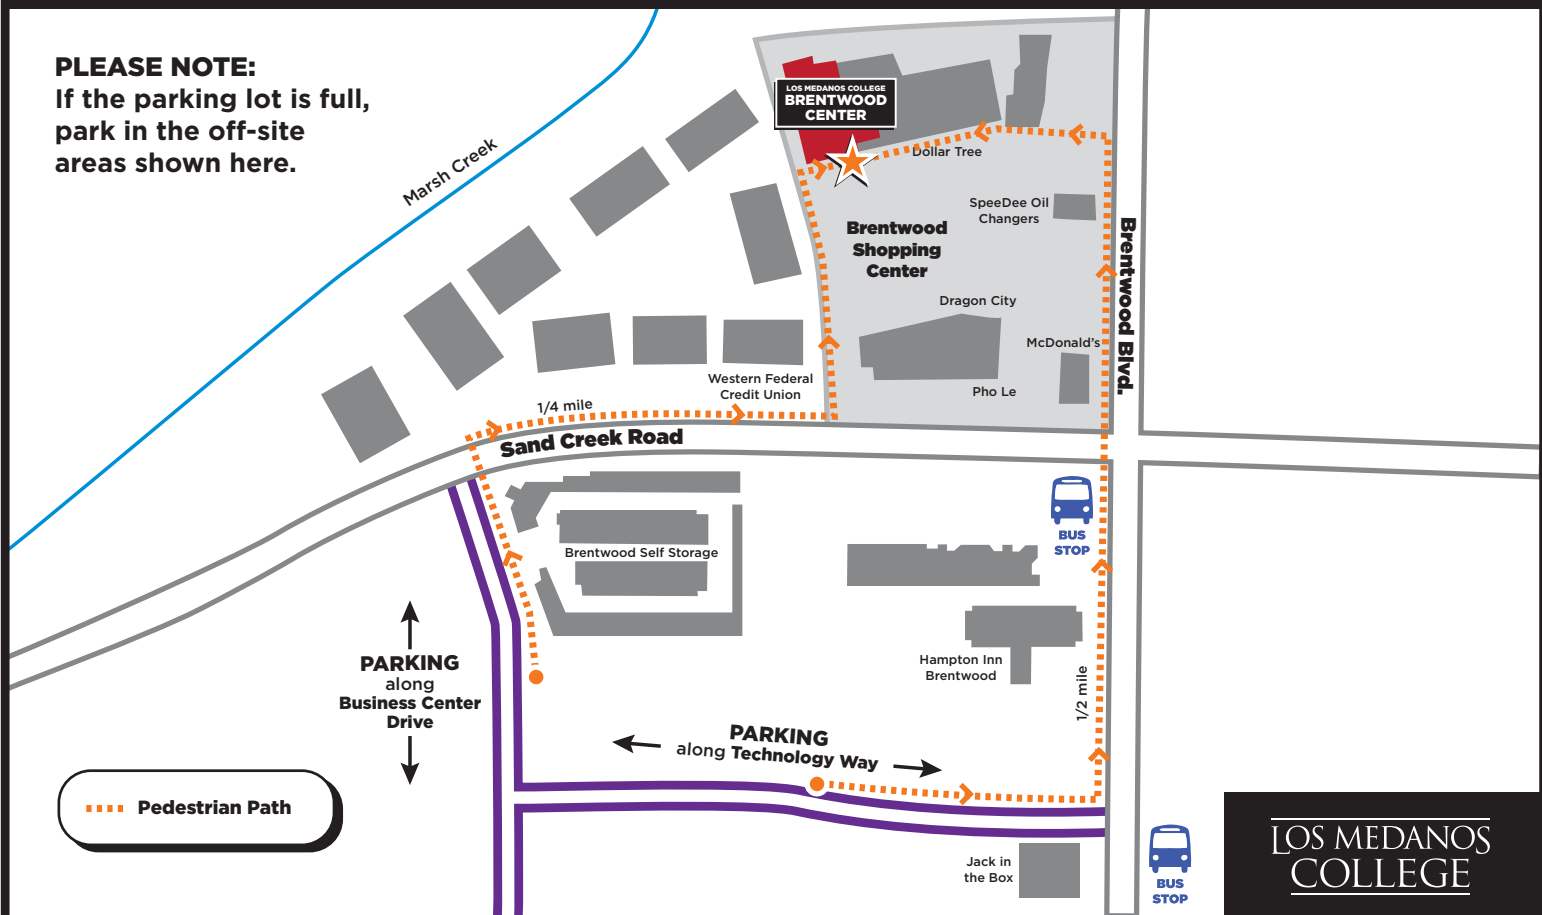 PLEASE NOTE:
If the parking lot is full,
park in the off-site
areas shown here.
Marsh Creek
LOS MEDANOS COLLEGE
BRENTWOOD
CENTER
Dollar Tree
SpeeDee Oil
Changers
Brentwood
Shopping
Center
Brentwood Blvd.
Dragon City
McDonald's
Pho Le
Western Federal
Credit Union
1/4 mile
Sand Creek Road
BUS
STOP
Brentwood Self Storage
Hampton Inn
Brentwood
1/2 mile
PARKING
along
Business Center
Drive
PARKING
along Technology Way
Pedestrian Path
Jack in
the Box
BUS
STOP
LOS MEDANOS
COLLEGE